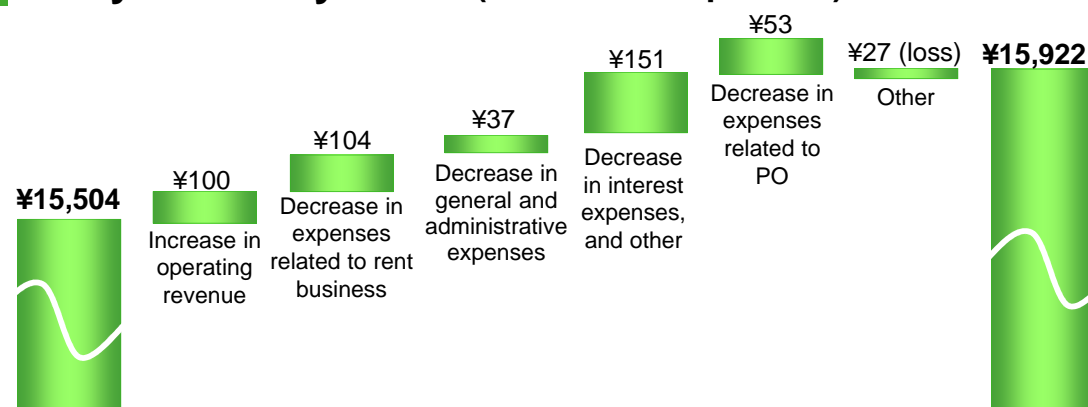 ¥15,504
¥100
Increase in
operating
revenue
¥104
Decrease in
expenses
related to rent
business
¥37
Decrease in
general and
administrative
expenses
¥151
Decrease
in interest
expenses,
and other
¥53
Decrease in
expenses
related to
PO
¥27 (loss)
Other
¥15,922